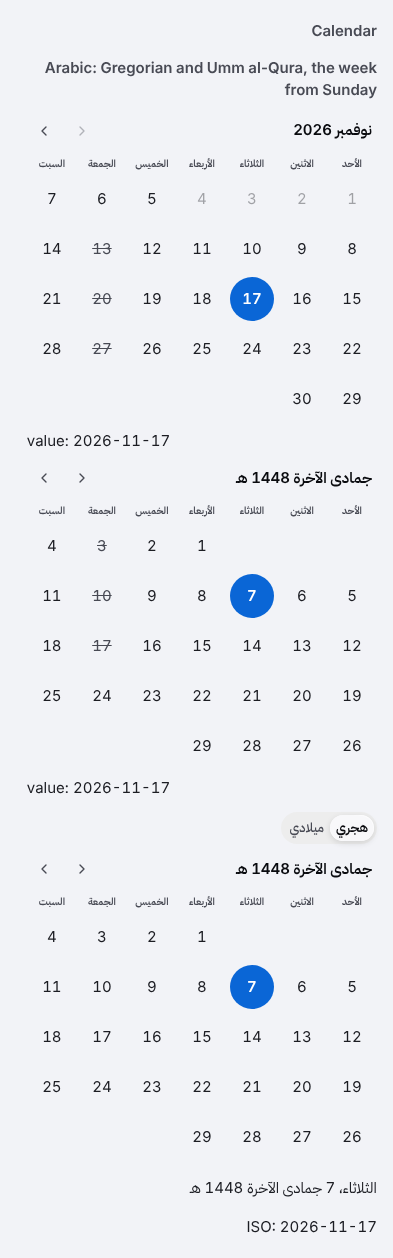 Calendar
Arabic: Gregorian and Umm al-Qura, the week
from Sunday
نوفمبر 2026
الأحد الاثنين الثلاثاء الأربعاء الخميس الجمعة السبت
1 2 3 4 5 6 7
8 9 10 11 12 13 14
15 16 17 18 19 20 21
22 23 24 25 26 27 28
29 30
value: 2026-11-17
جمادى الآخرة 1448 هـ
الأحد الاثنين الثلاثاء الأربعاء الخميس الجمعة السبت
1 2 3 4
5 6 7 8 9 10 11
12 13 14 15 16 17 18
19 20 21 22 23 24 25
26 27 28 29
value: 2026-11-17
هجري ميلادي
جمادى الآخرة 1448 هـ
الأحد الاثنين الثلاثاء الأربعاء الخميس الجمعة السبت
1 2 3 4
5 6 7 8 9 10 11
12 13 14 15 16 17 18
19 20 21 22 23 24 25
26 27 28 29
الثلاثاء، 7 جمادى الآخرة 1448 هـ
ISO: 2026-11-17